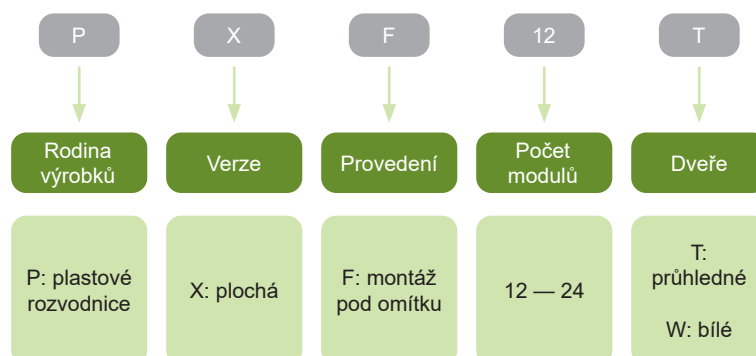 P
X
F
12
T
Rodina
výrobků
Verze
Provedení
Počet
modulů
Dveře
P: plastové
rozvodnice
X: plochá
F: montáž
pod omítku
12 — 24
T:
průhledné
W: bílé